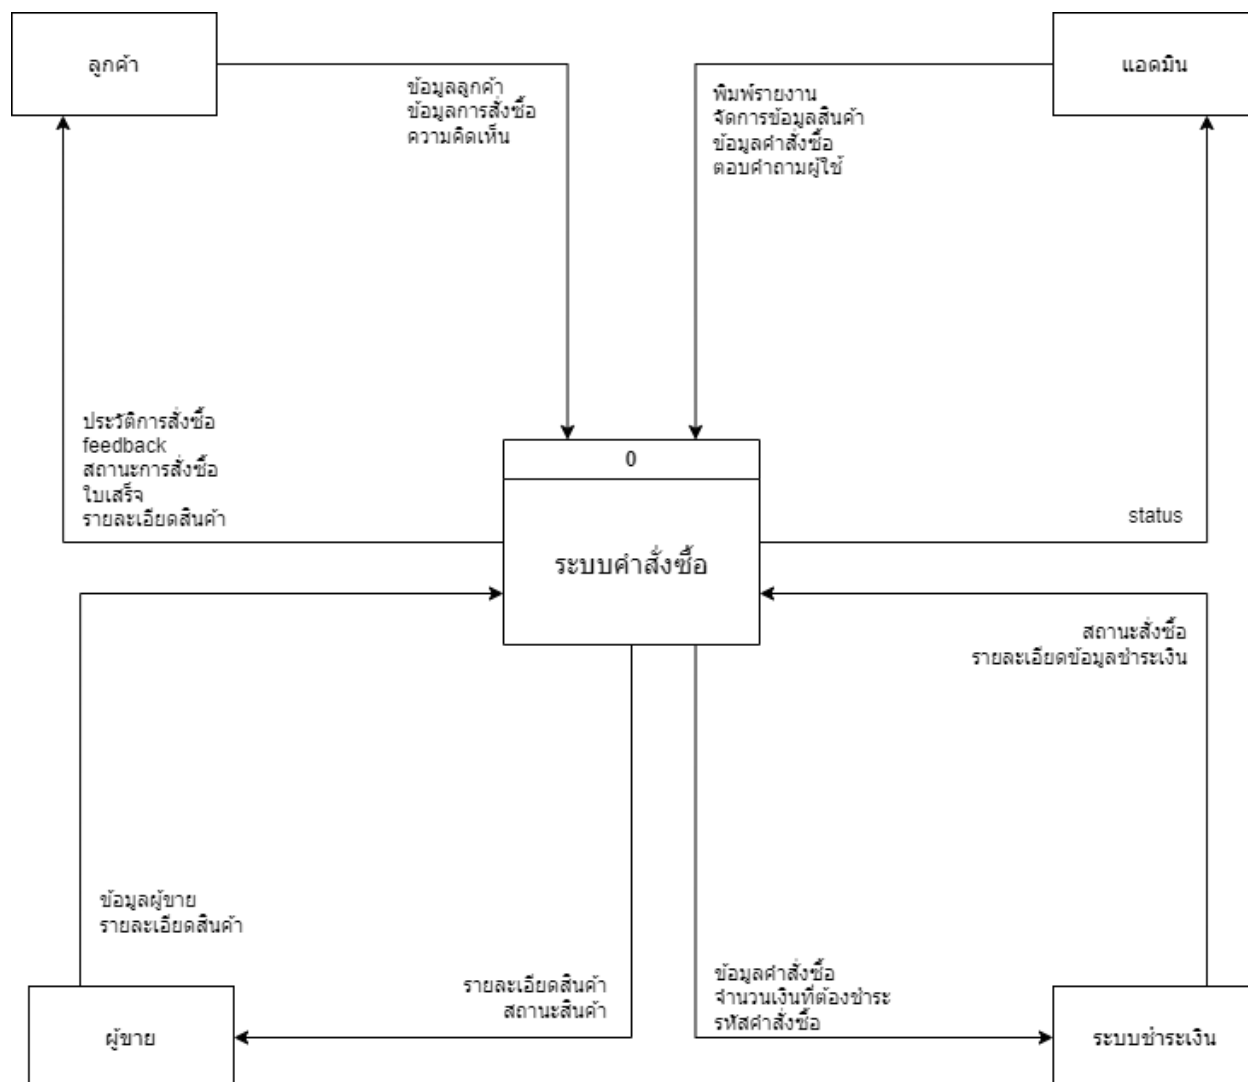 ลูกค้า
แอดมิน
ข้อมูลลูกค้า
ข้อมูลการสั่งซื้อ
ความคิดเห็น
พิมพ์รายงาน
จัดการข้อมูลสินค้า
ข้อมูลคำสั่งซื้อ
ตอบคำถามผู้ใช้
ประวัติการสั่งซื้อ
feedback
สถานะการสั่งซื้อ
ใบเสร็จ
รายละเอียดสินค้า
0
ระบบคำสั่งซื้อ
status
สถานะสั่งซื้อ
รายละเอียดข้อมูลชำระเงิน
ข้อมูลผู้ขาย
รายละเอียดสินค้า
รายละเอียดสินค้า
สถานะสินค้า
ข้อมูลคำสั่งซื้อ
จำนวนเงินที่ต้องชำระ
รหัสคำสั่งซื้อ
ผู้ขาย
ระบบชำระเงิน